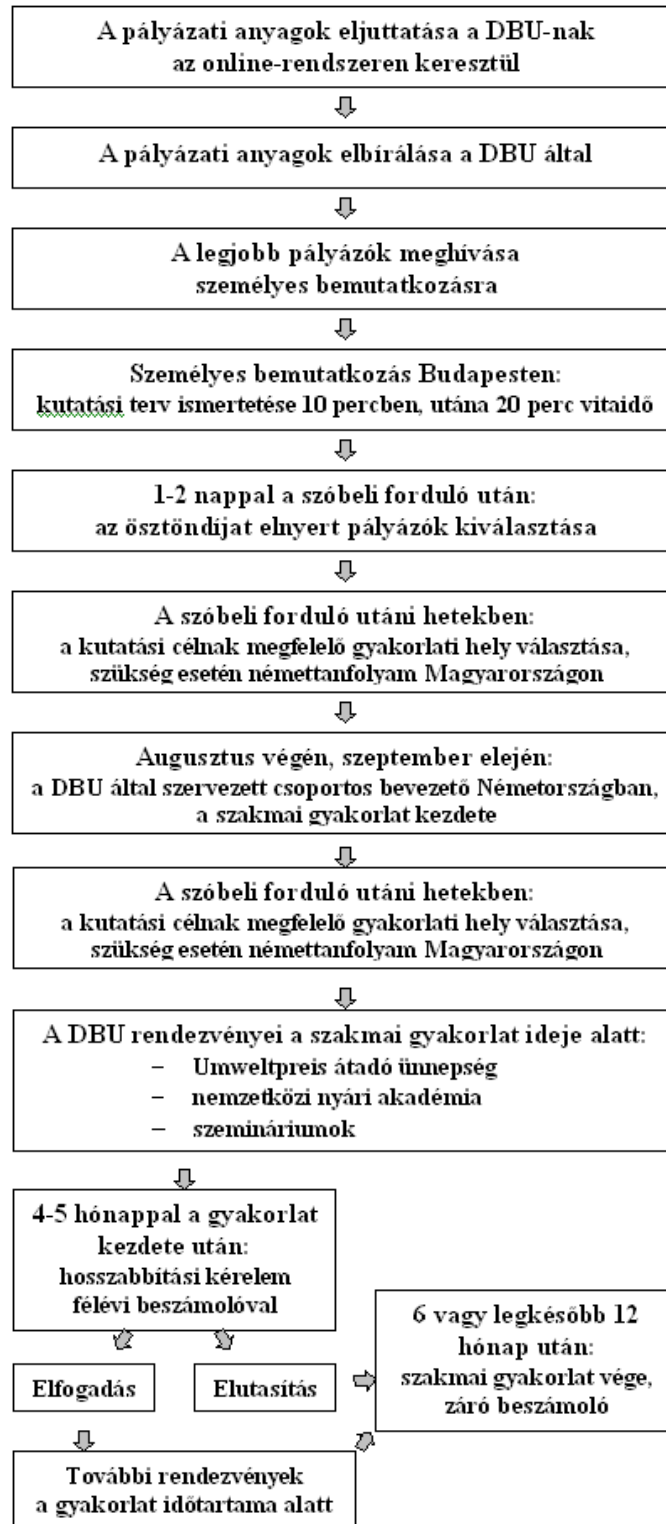 A pályázati anyagok eljuttatása a DBU-nak
az online-rendszeren keresztül
A pályázati anyagok elbírálása a DBU által
A legjobb pályázók meghívása
személyes bemutatkozásra
Személyes bemutatkozás Budapesten:
kutatási terv ismertetése 10 percben, utána 20 perc vitaidő
1-2 nappal a szóbeli forduló után:
az ösztöndíjat elnyert pályázók kiválasztása
A szóbeli forduló utáni hetekben:
a kutatási célnak megfelelő gyakorlati hely választása,
szükség esetén némettanfolyam Magyarországon
Augusztus végén, szeptember elején:
a DBU által szervezett csoportos bevezető Németországban,
a szakmai gyakorlat kezdete
A szóbeli forduló utáni hetekben:
a kutatási célnak megfelelő gyakorlati hely választása,
szükség esetén némettanfolyam Magyarországon
A DBU rendezvényei a szakmai gyakorlat ideje alatt:
– Umweltpreis átadó ünnepség
– nemzetközi nyári akadémia
– szemináriumok
4-5 hónappal a gyakorlat
kezdete után:
hosszabbítási kérelem
félévi beszámolóval
Elfogadás
Elutasítás
6 vagy legkésőbb 12
hónap után:
szakmai gyakorlat vége,
záró beszámoló
További rendezvények
a gyakorlat időtartama alatt